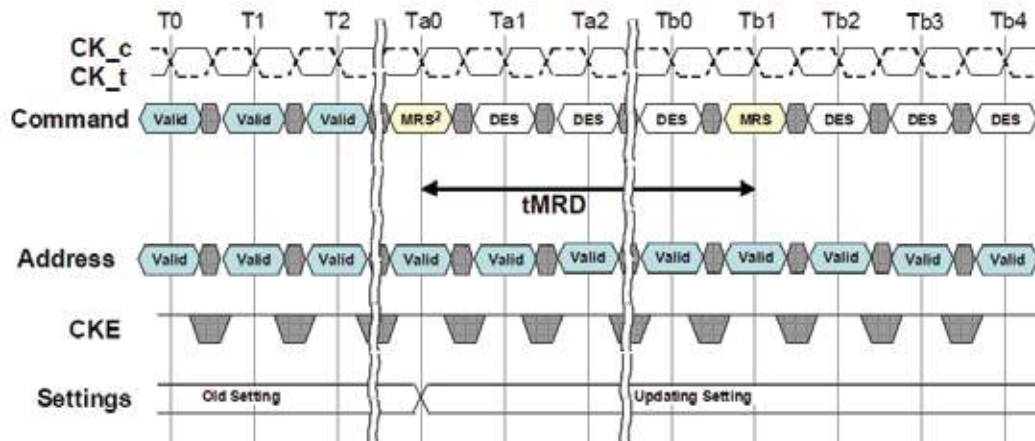 T0 T1 T2 Ta0 Ta1 Ta2 Tb0 Tb1 Tb2 Tb3 Tb4
CK_c
CK_t
Command Valid Valid Valid MRS² DES DES DES MRS DES DES DES
tMRD
Address Valid Valid Valid Valid Valid Valid Valid Valid Valid Valid Valid
CKE
Settings Old Setting Updating Setting